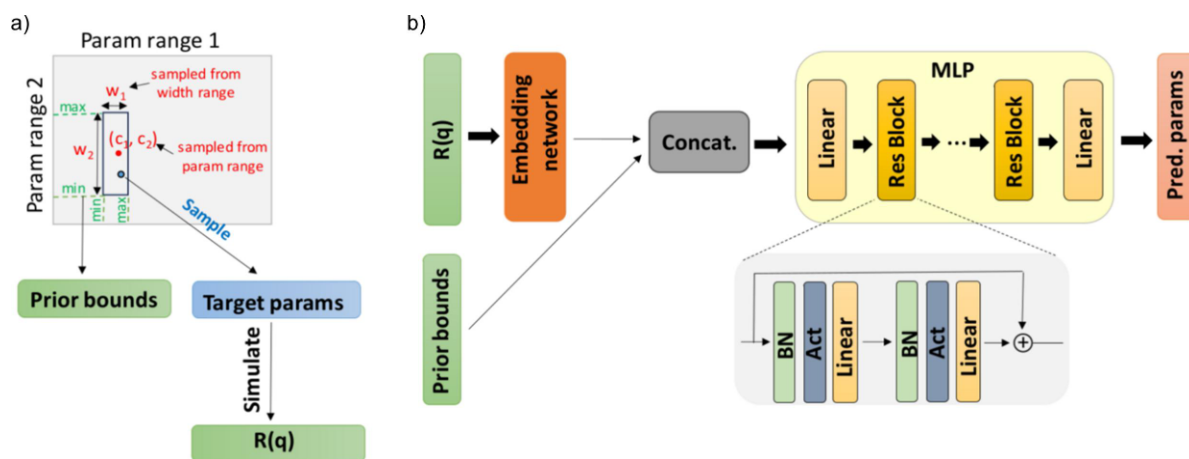 a)
Param range 1
Param range 2
sampled from
width range
w1
max
w2
(c1, c2)
sampled from
param range
min
min
max
Sample
Prior bounds
Target params
Simulate
R(q)
b)
R(q)
Embedding
network
Prior bounds
Concat.
MLP
Linear
Res Block
...
Res Block
Linear
Pred. params
BN
Act
Linear
BN
Act
Linear
+